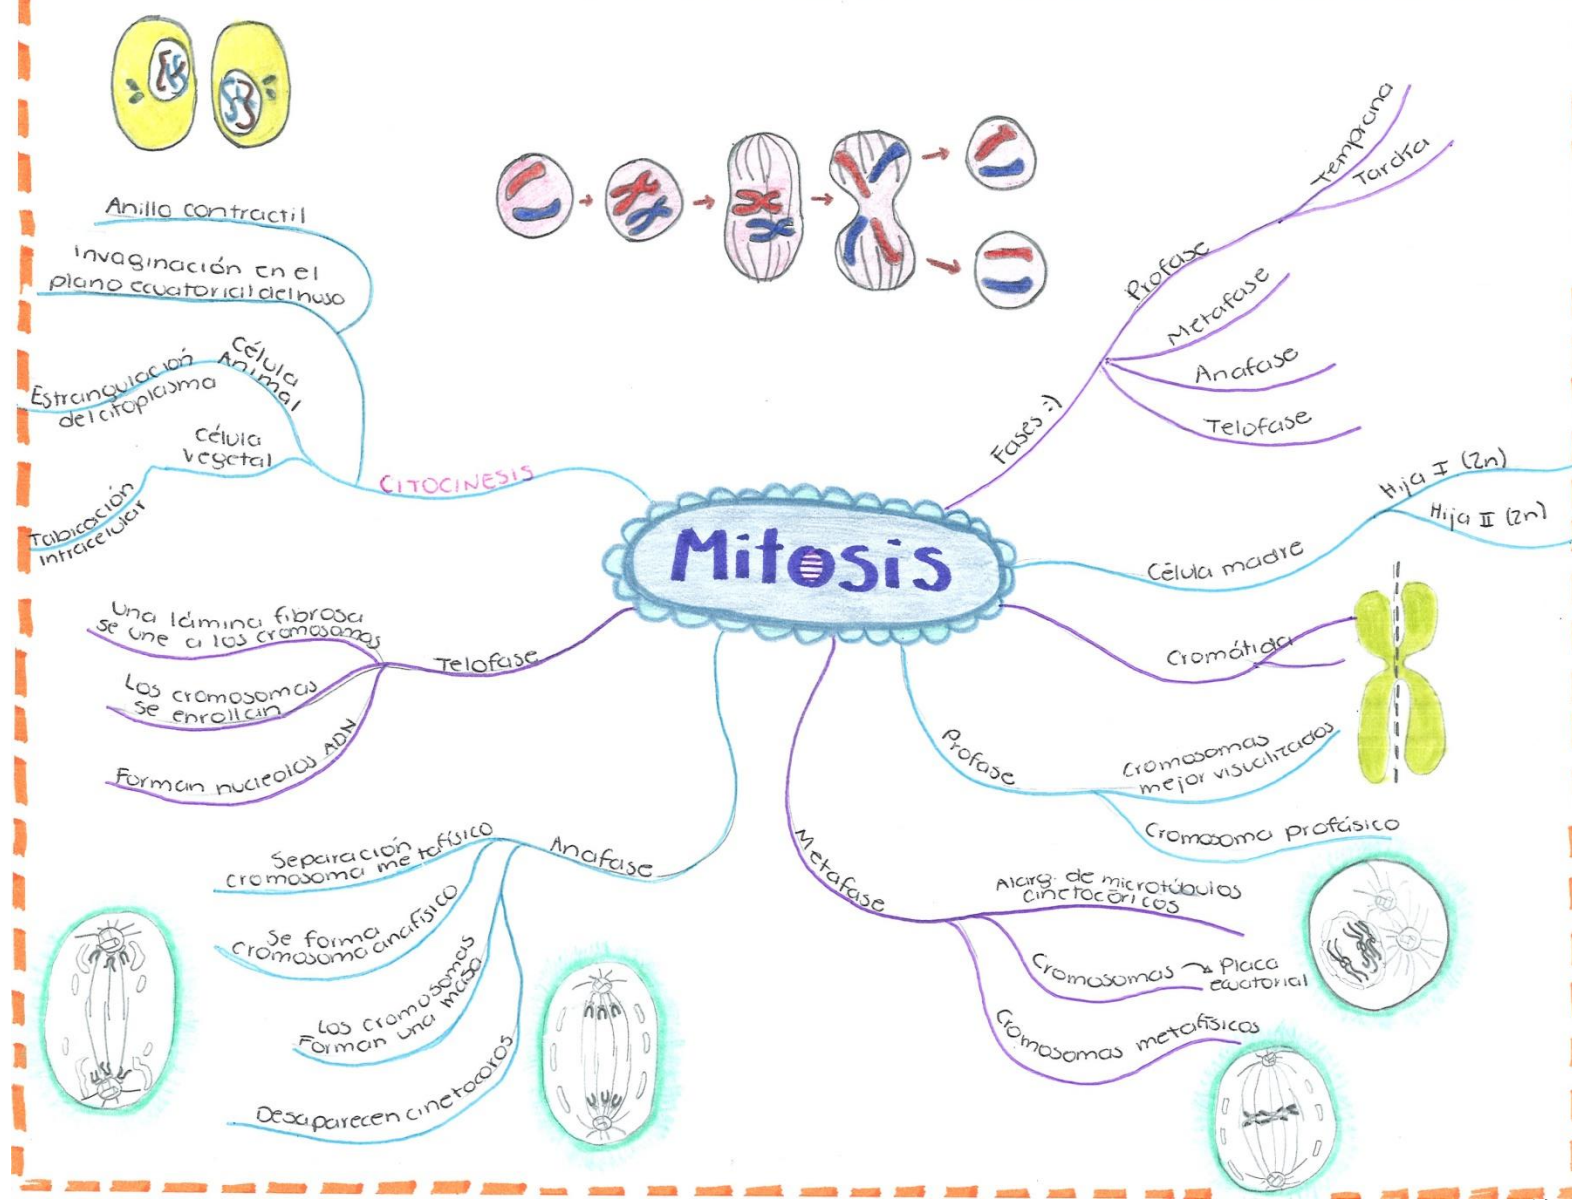 Mitosis
Fases :)
Profase
Temprana
Tardía
Metafase
Anafase
Telofase
Célula madre
Hija I (2n)
Hija II (2n)
Cromátida
Profase
Cromosomas
mejor visualizados
Cromosoma profásico
Metafase
Alarg. de microtúbulos
cinetocóricos
Cromosomas → Placa
ecuatorial
Cromosomas metafísicos
Anafase
Separación
cromosoma metafísico
Se forma
cromosoma anafísico
Los cromosomas
Forman una masa
Desaparecen cinetocoros
Telofase
Una lámina fibrosa
se une a los cromosomas
Los cromosomas
se enrollan
Forman nucleolos ADN
CITOCINESIS
Anillo contractil
Invaginación en el
plano ecuatorial del huso
Célula
Animal
Estrangulación
del citoplasma
Célula
vegetal
Tabicación
intracelular